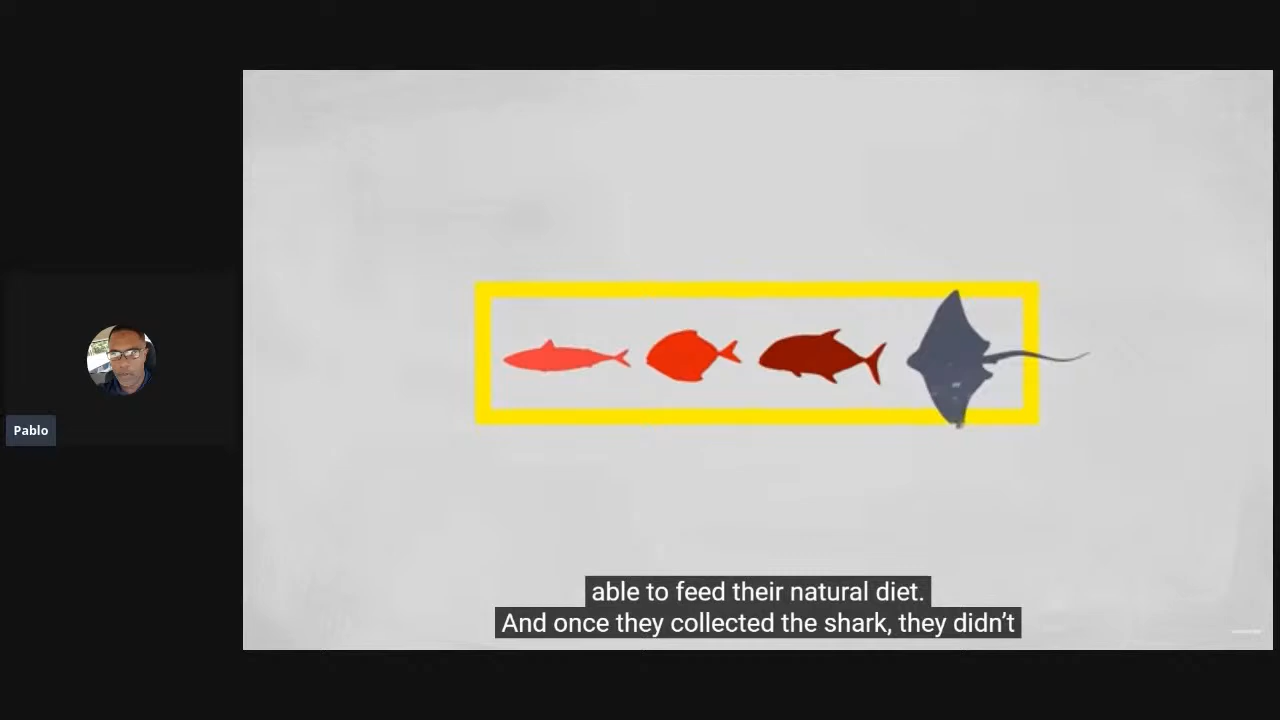 Pablo
able to feed their natural diet.
And once they collected the shark, they didn’t